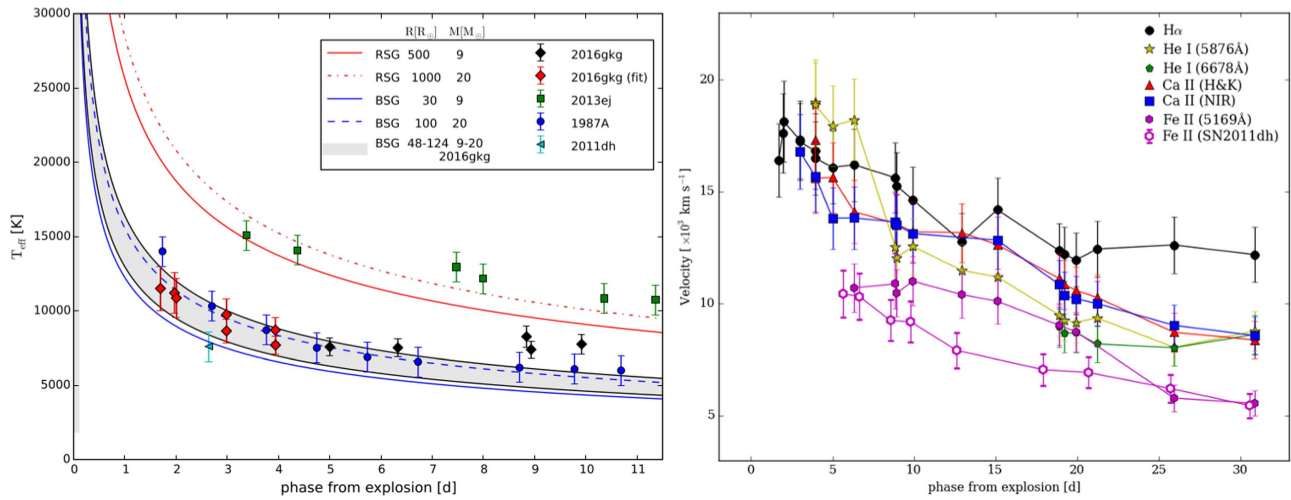 30000
25000
20000
15000
10000
5000
0
T_eff [K]
0 1 2 3 4 5 6 7 8 9 10 11
phase from explosion [d]
R[R_⊙] M[M_⊙]
RSG 500 9
RSG 1000 20
BSG 30 9
BSG 100 20
BSG 48-124 9-20
2016gkg
2016gkg
2016gkg (fit)
2013ej
1987A
2011dh
20
15
10
5
Velocity [ ×10³ km s⁻¹]
0 5 10 15 20 25 30
phase from explosion [d]
Hα
He I (5876Å)
He I (6678Å)
Ca II (H&K)
Ca II (NIR)
Fe II (5169Å)
Fe II (SN2011dh)